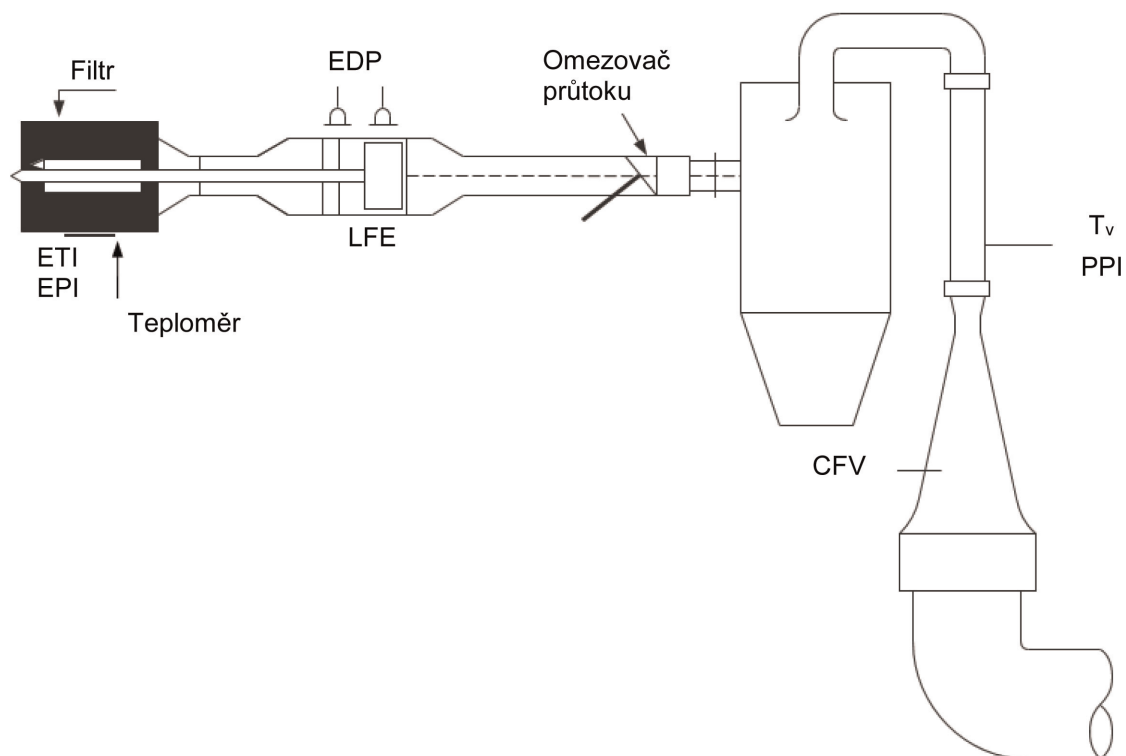 Filtr
EDP
Omezovač
průtoku
LFE
ETI
EPI
Teploměr
Tv
PPI
CFV